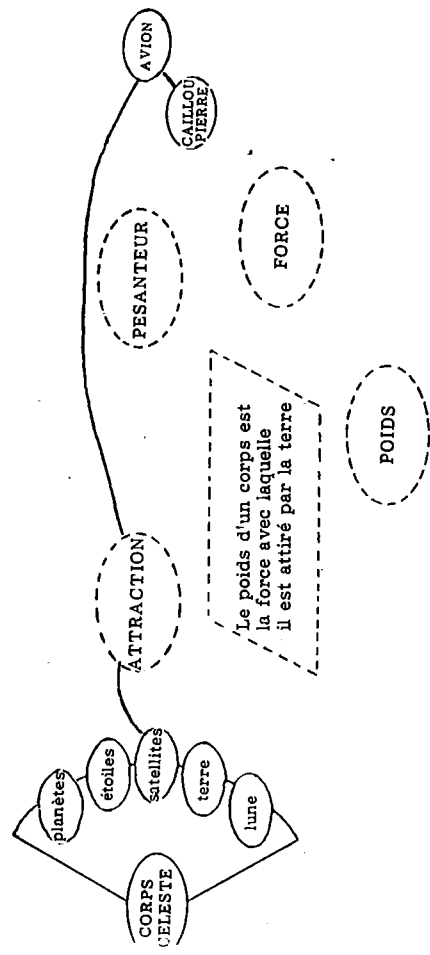 CORPS
CELESTE
planètes
étoiles
satellites
terre
lune
ATTRACTION
PESANTEUR
AVION
CAILLOU
PIERRE
Le poids d'un corps est
la force avec laquelle
il est attiré par la terre
FORCE
POIDS